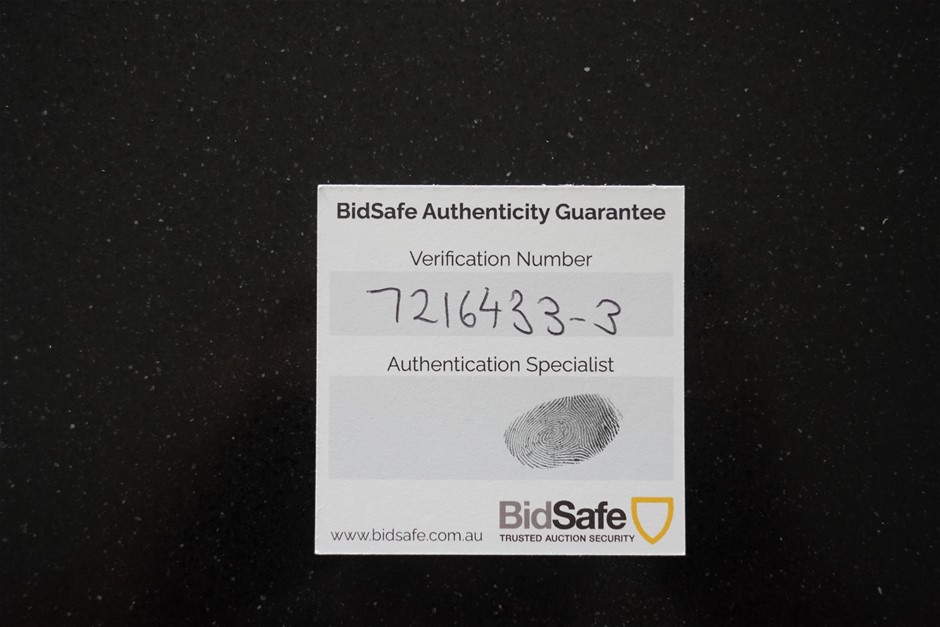 BidSafe Authenticity Guarantee
Verification Number
7216433-3
Authentication Specialist
BidSafe
TRUSTED AUCTION SECURITY
www.bidsafe.com.au